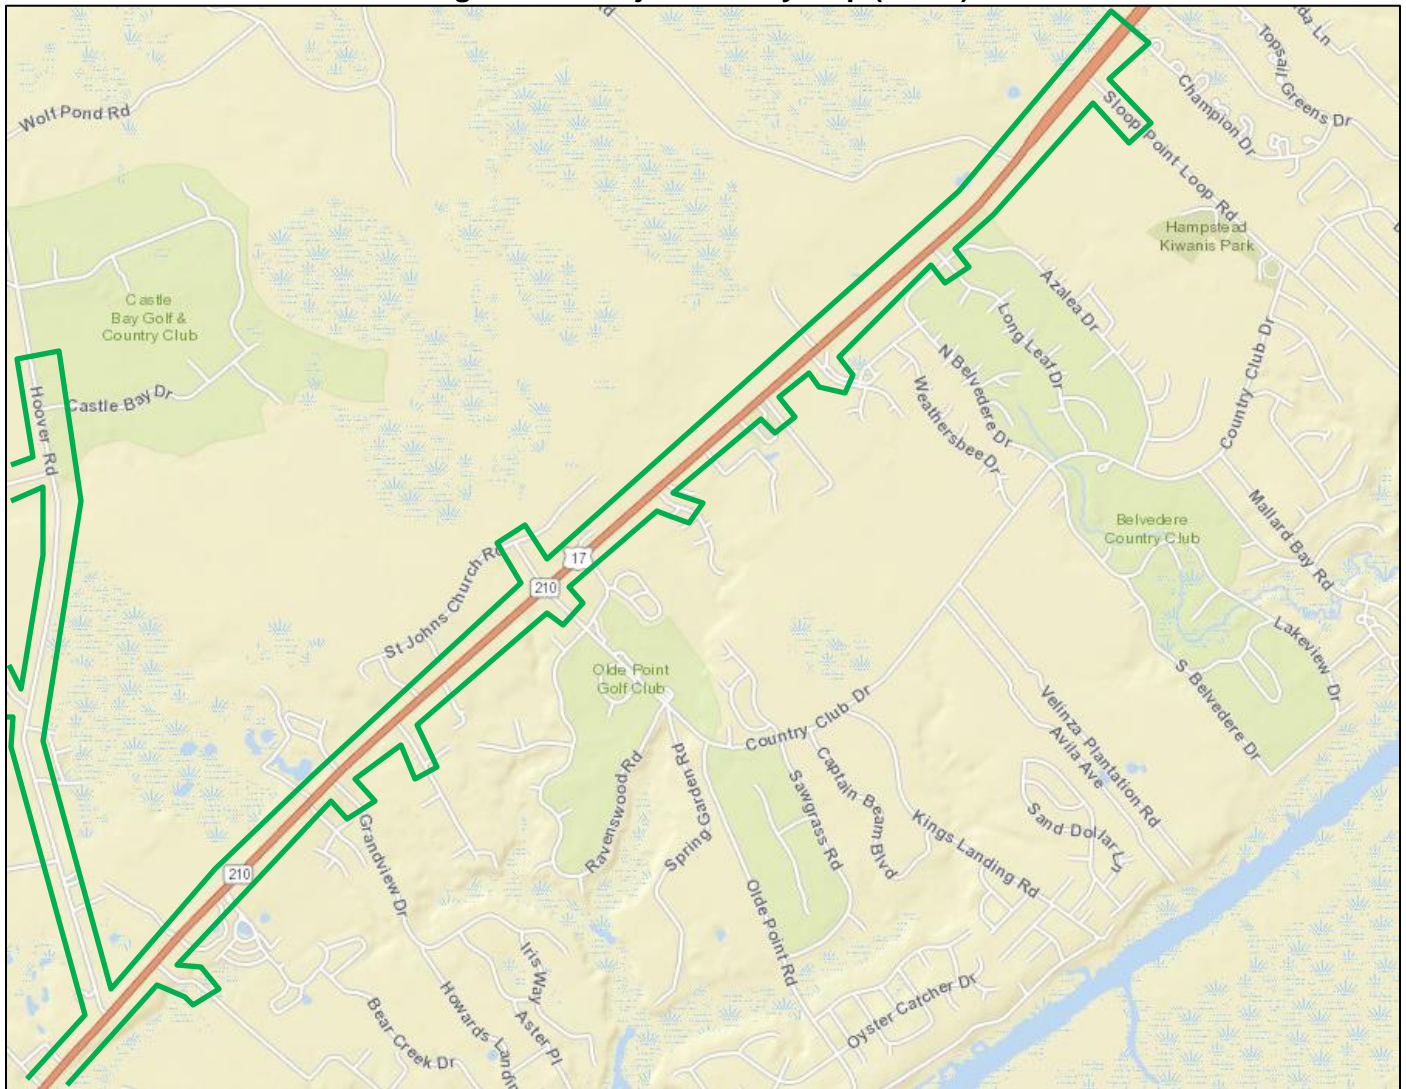 Wolf Pond Rd
Topsail Greens Dr
Champion Dr
Sloop Point Loop Rd
Hampstead
Kiwanis Park
Castle
Bay Golf &
Country Club
Azalea Dr
Long Leaf Dr
N Belvedere Dr
Weathersbee Dr
Country Club Dr
Hoover Rd
Castle Bay Dr
Mallard Bay Rd
Belvedere
Country Club
17
210
St Johns Church Rd
Lakeview Dr
Olde Point
Golf Club
S Belvedere Dr
Country Club Dr
Velinza Plantation Rd
Avila Ave
Ravenswood Rd
Spring Garden Rd
Sawgrass Rd
Captain Beam Blvd
Sand Dollar Ln
Kings Landing Rd
210
Grandview Dr
Olde Point Rd
Iris Way
Aster Pl
Howards Landin
Bear Creek Dr
Oyster Catcher Dr